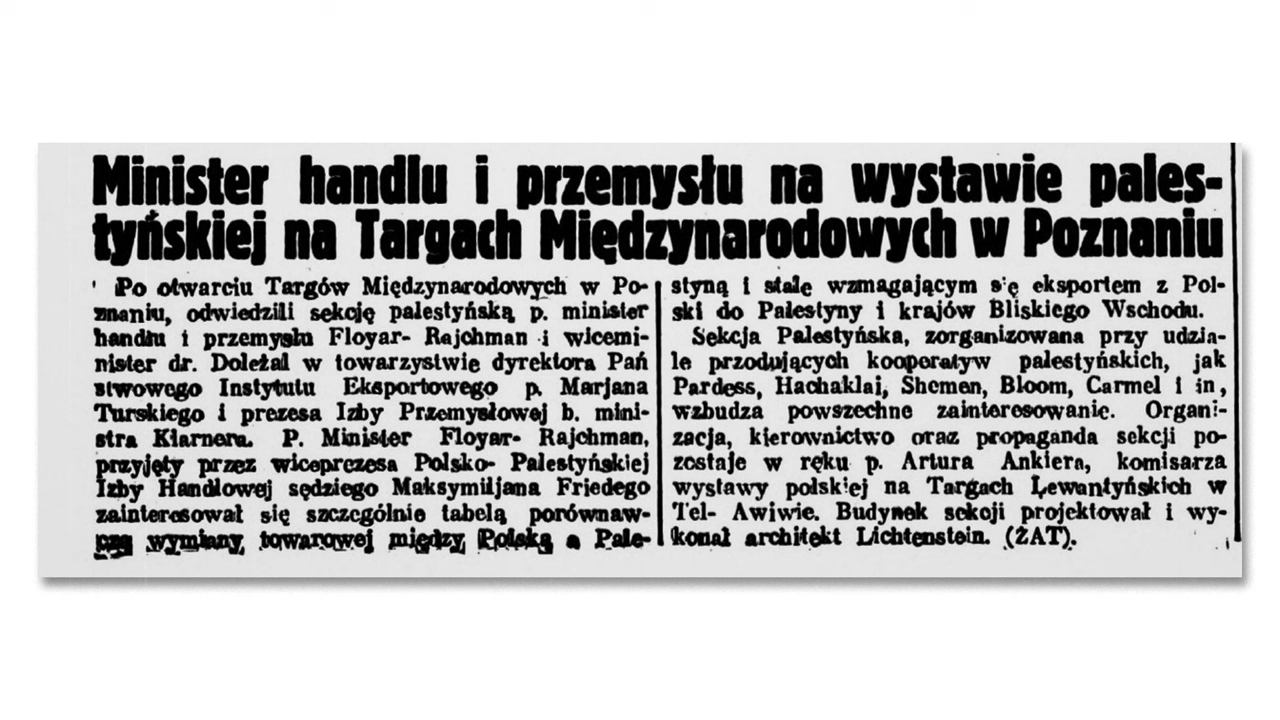 Minister handlu i przemysłu na wystawie pales-
tyńskiej na Targach Międzynarodowych w Poznaniu
Po otwarciu Targów Międzynarodowych w Po-
znaniu, odwiedzili sekcję palestyńską p. minister
handlu i przemysłu Floyar- Rajchman i wicemi-
nister dr. Doleżal w towarzystwie dyrektora Pań
stwowego Instytutu Eksportowego p. Marjana
Turskiego i prezesa Izby Przemysłowej b. mini-
stra Klarnera. P. Minister Floyar- Rajchman,
przyjęty przez wiceprezesa Polsko- Palestyńskiej
Izby Handlowej sędziego Maksymiljana Friedego
zainteresował się szczególnie tabelą porównaw-
czą wymiany towarowej między Polską a Pale-
styną i stale wzmagającym się eksportem z Pol-
ski do Palestyny i krajów Bliskiego Wschodu.
Sekcja Palestyńska, zorganizowana przy udzia-
le przodujących kooperatyw palestyńskich, jak
Pardess, Hachaklaj, Shemen, Bloom, Carmel i in,
wzbudza powszechne zainteresowanie. Organi-
zacja, kierownictwo oraz propaganda sekcji po-
zostaje w ręku p. Artura Ankiera, komisarza
wystawy polskiej na Targach Lewantyńskich w
Tel- Awiwie. Budynek sekcji projektował i wy-
konał architekt Lichtenstein. (ŻAT).